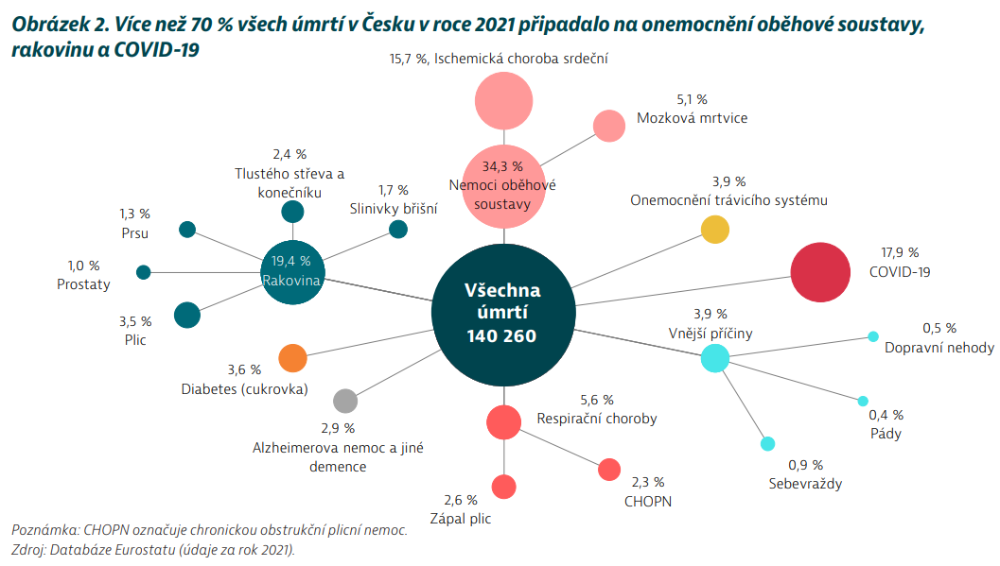 Obrázek 2. Více než 70 % všech úmrtí v Česku v roce 2021 připadalo na onemocnění oběhové soustavy,
rakovinu a COVID-19
15,7 %, Ischemická choroba srdeční
5,1 %
Mozková mrtvice
34,3 %
Nemoci oběhové
soustavy
2,4 %
Tlustého střeva a
konečníku
1,7 %
Slinivky břišní
1,3 %
Prsu
1,0 %
Prostaty
19,4 %
Rakovina
3,5 %
Plic
3,9 %
Onemocnění trávicího systému
17,9 %
COVID-19
Všechna
úmrtí
140 260
3,9 %
Vnější příčiny
0,5 %
Dopravní nehody
0,4 %
Pády
0,9 %
Sebevraždy
3,6 %
Diabetes (cukrovka)
2,9 %
Alzheimerova nemoc a jiné
demence
5,6 %
Respirační choroby
2,3 %
CHOPN
2,6 %
Zápal plic
Poznámka: CHOPN označuje chronickou obstrukční plicní nemoc.
Zdroj: Databáze Eurostatu (údaje za rok 2021).